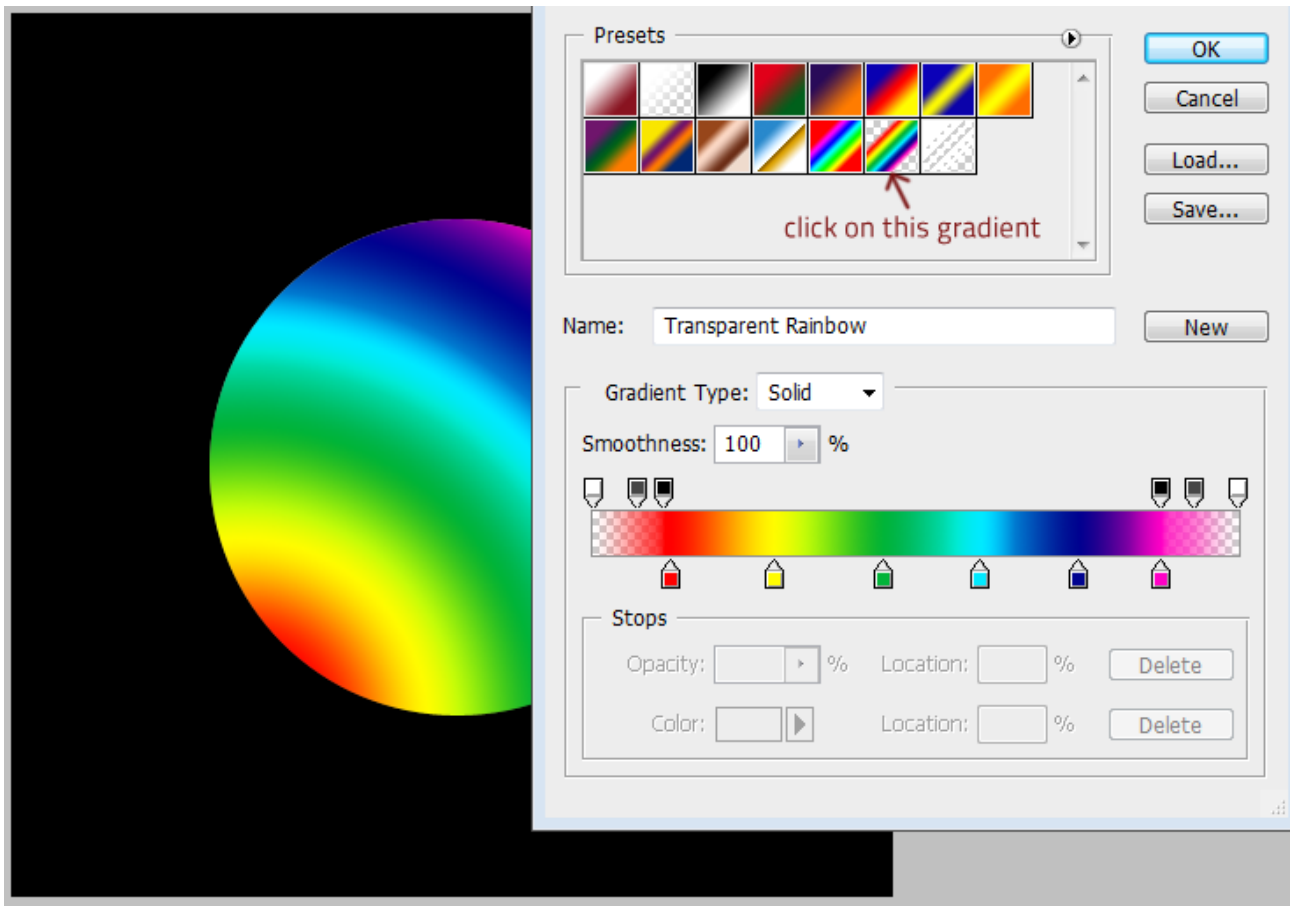 Presets
OK
Cancel
Load...
Save...
click on this gradient
Name: Transparent Rainbow
New
Gradient Type: Solid
Smoothness: 100 %
Stops
Opacity: % Location: % Delete
Color: Location: % Delete